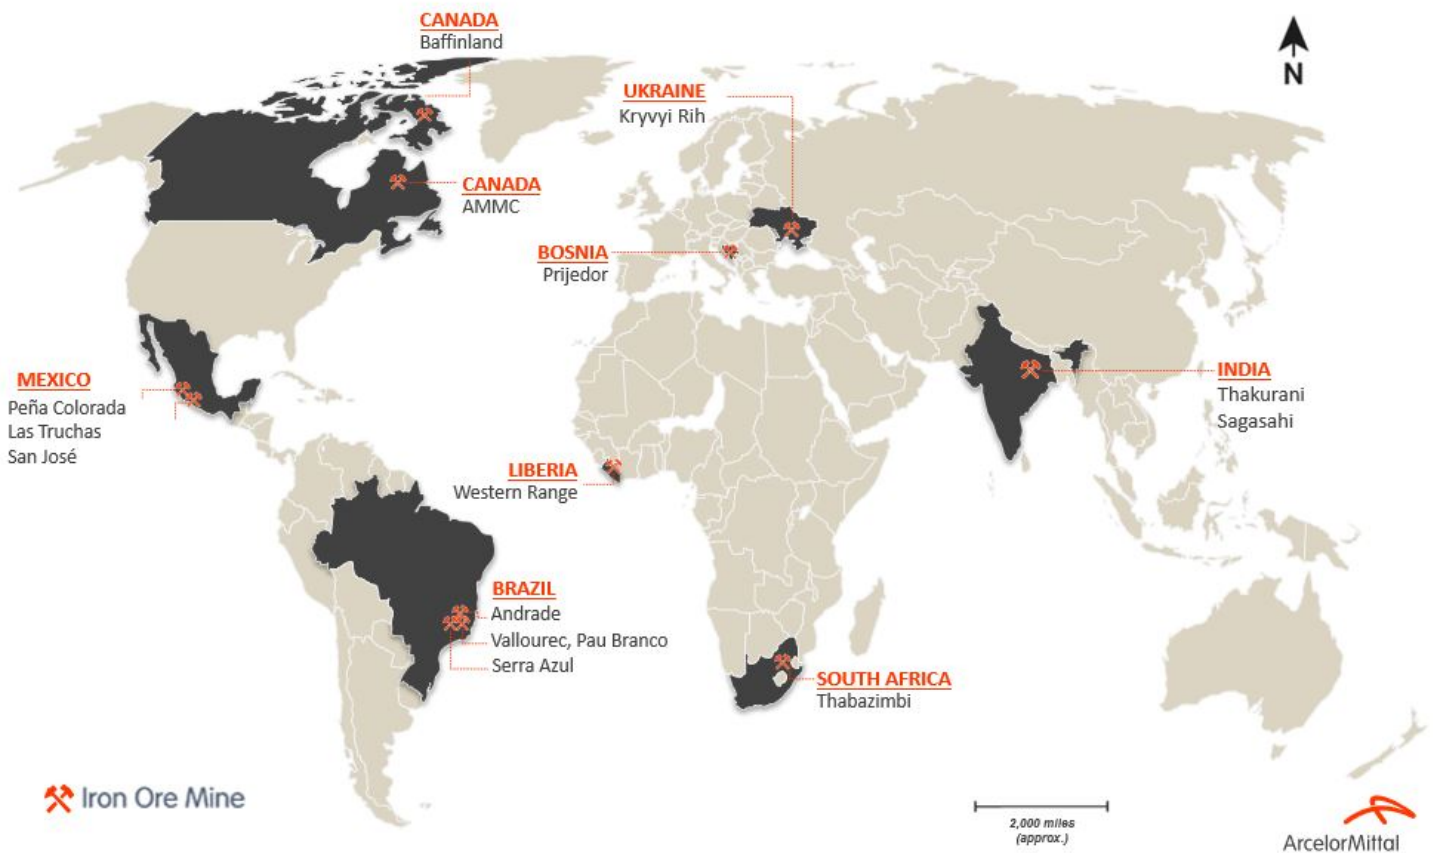 CANADA
Baffinland
N
UKRAINE
Kryvyi Rih
CANADA
AMMC
BOSNIA
Prijedor
MEXICO
Peña Colorada
Las Truchas
San José
INDIA
Thakurani
Sagasahi
LIBERIA
Western Range
BRAZIL
Andrade
Vallourec, Pau Branco
Serra Azul
SOUTH AFRICA
Thabazimbi
Iron Ore Mine
2,000 miles
(approx.)
ArcelorMittal